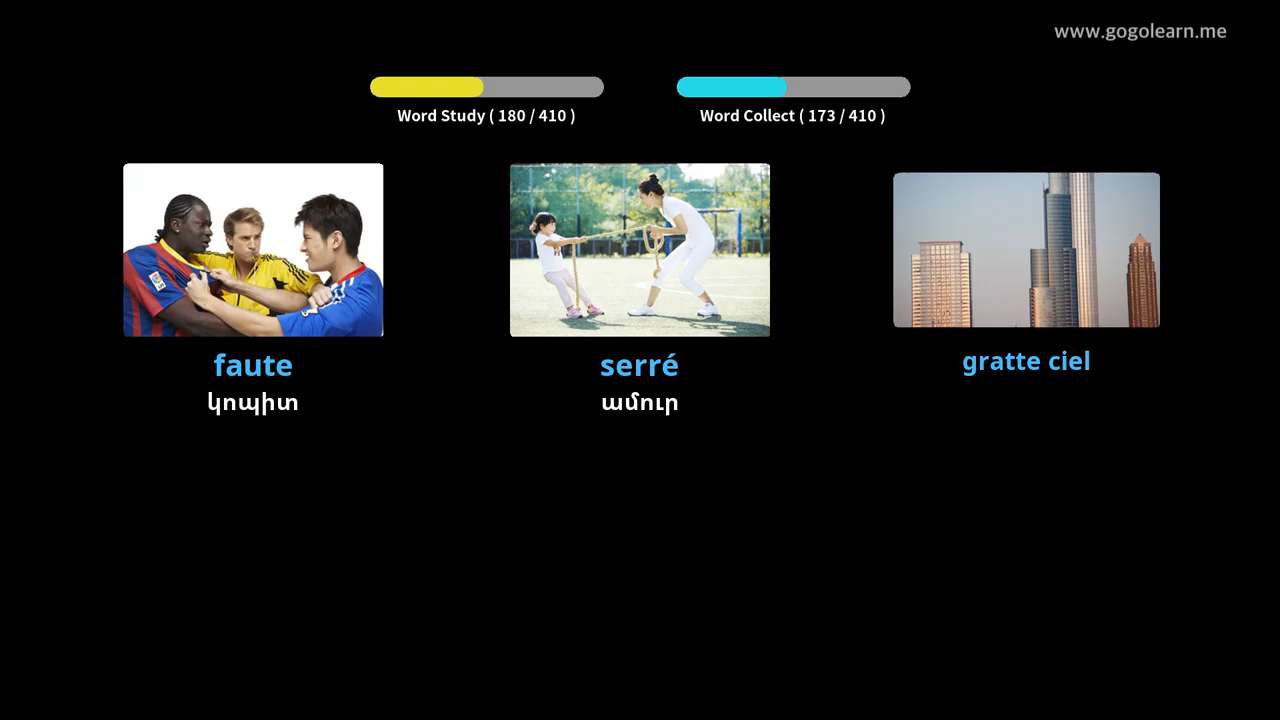 www.gogolearn.me
Word Study ( 180 / 410 )
Word Collect ( 173 / 410 )
faute
կոպիտ
serré
ամուր
gratte ciel